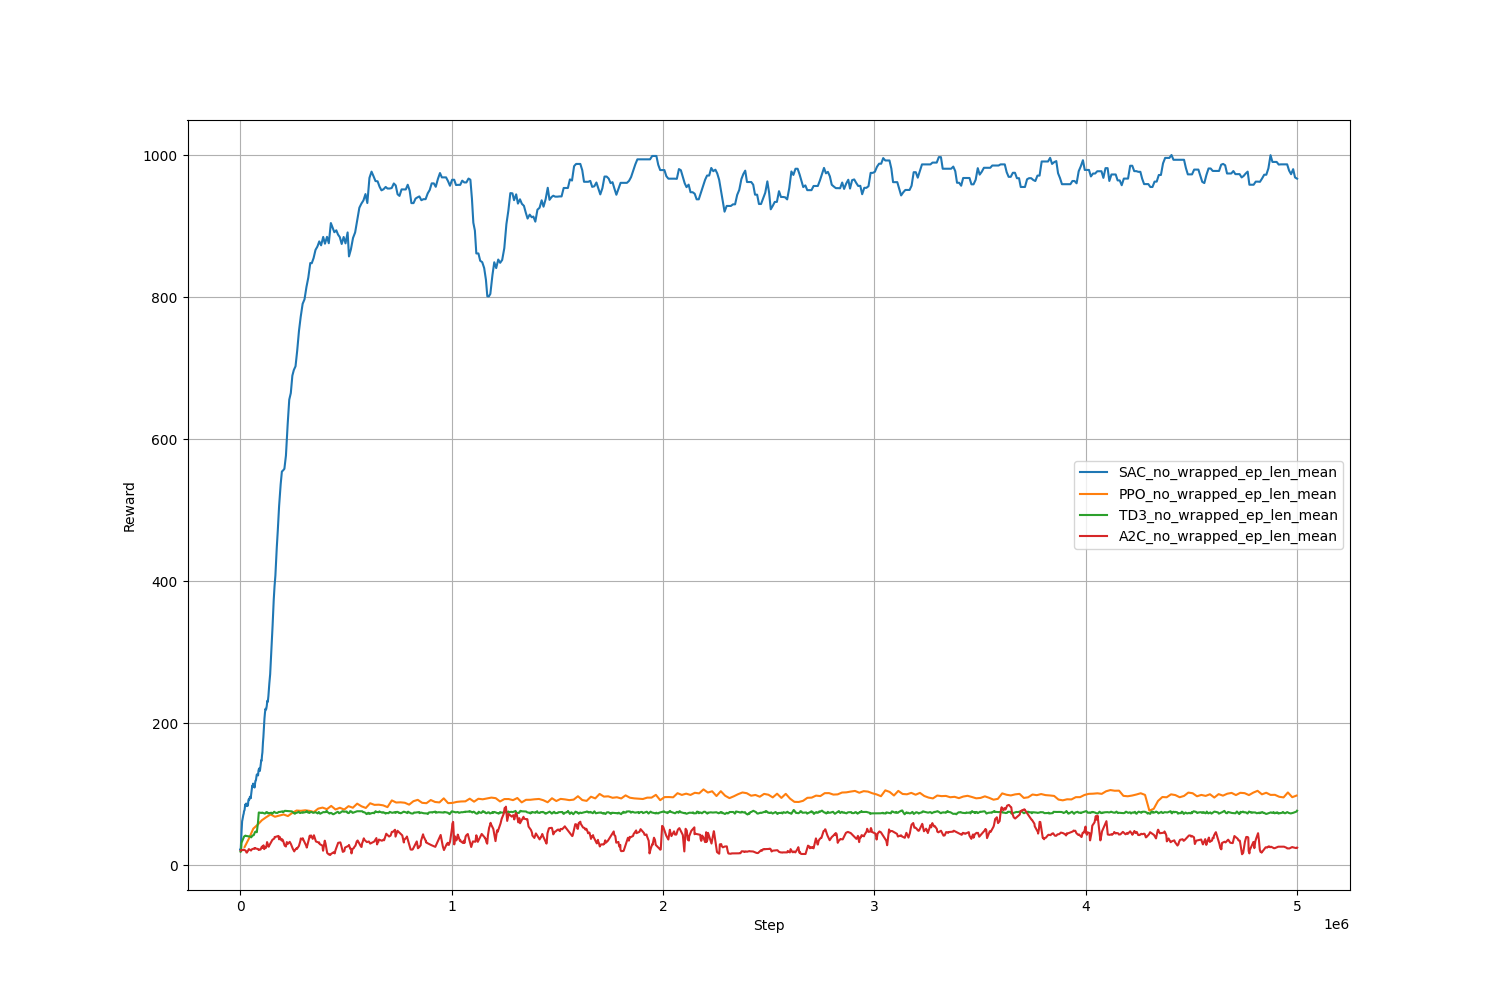 1000
800
600
400
200
0
Reward
SAC_no_wrapped_ep_len_mean
PPO_no_wrapped_ep_len_mean
TD3_no_wrapped_ep_len_mean
A2C_no_wrapped_ep_len_mean
0 1 2 3 4 5
1e6
Step